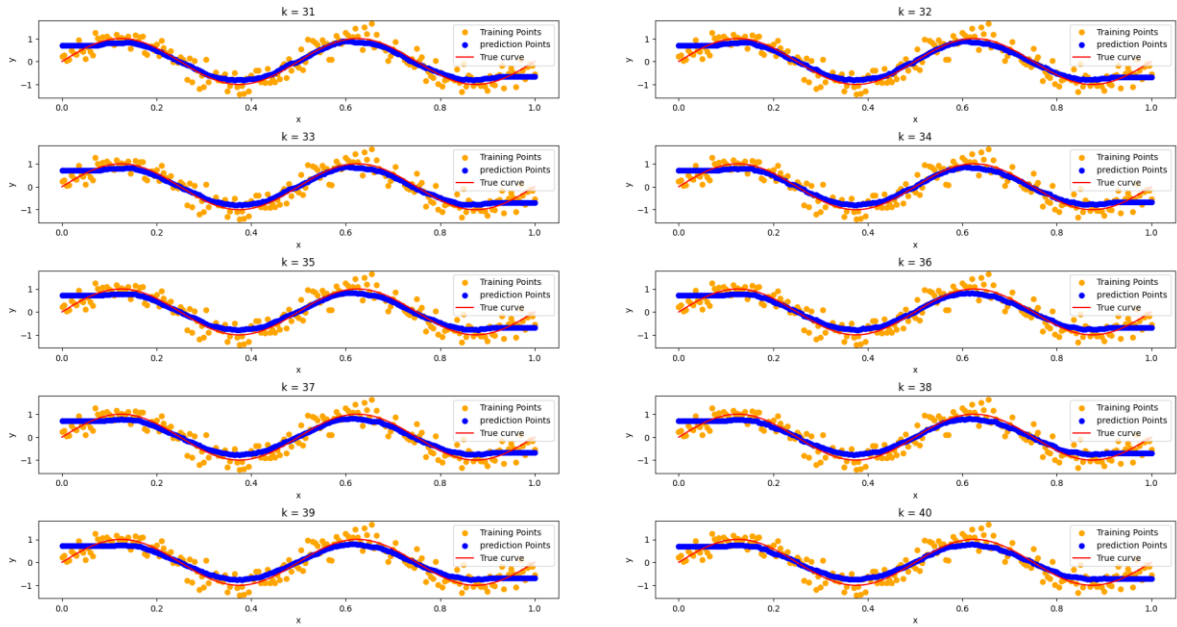 k = 31
1
0
−1
y
0.0 0.2 0.4 0.6 0.8 1.0
x
Training Points
prediction Points
True curve
k = 32
1
0
−1
y
0.0 0.2 0.4 0.6 0.8 1.0
x
Training Points
prediction Points
True curve
k = 33
1
0
−1
y
0.0 0.2 0.4 0.6 0.8 1.0
x
Training Points
prediction Points
True curve
k = 34
1
0
−1
y
0.0 0.2 0.4 0.6 0.8 1.0
x
Training Points
prediction Points
True curve
k = 35
1
0
−1
y
0.0 0.2 0.4 0.6 0.8 1.0
x
Training Points
prediction Points
True curve
k = 36
1
0
−1
y
0.0 0.2 0.4 0.6 0.8 1.0
x
Training Points
prediction Points
True curve
k = 37
1
0
−1
y
0.0 0.2 0.4 0.6 0.8 1.0
x
Training Points
prediction Points
True curve
k = 38
1
0
−1
y
0.0 0.2 0.4 0.6 0.8 1.0
x
Training Points
prediction Points
True curve
k = 39
1
0
−1
y
0.0 0.2 0.4 0.6 0.8 1.0
x
Training Points
prediction Points
True curve
k = 40
1
0
−1
y
0.0 0.2 0.4 0.6 0.8 1.0
x
Training Points
prediction Points
True curve